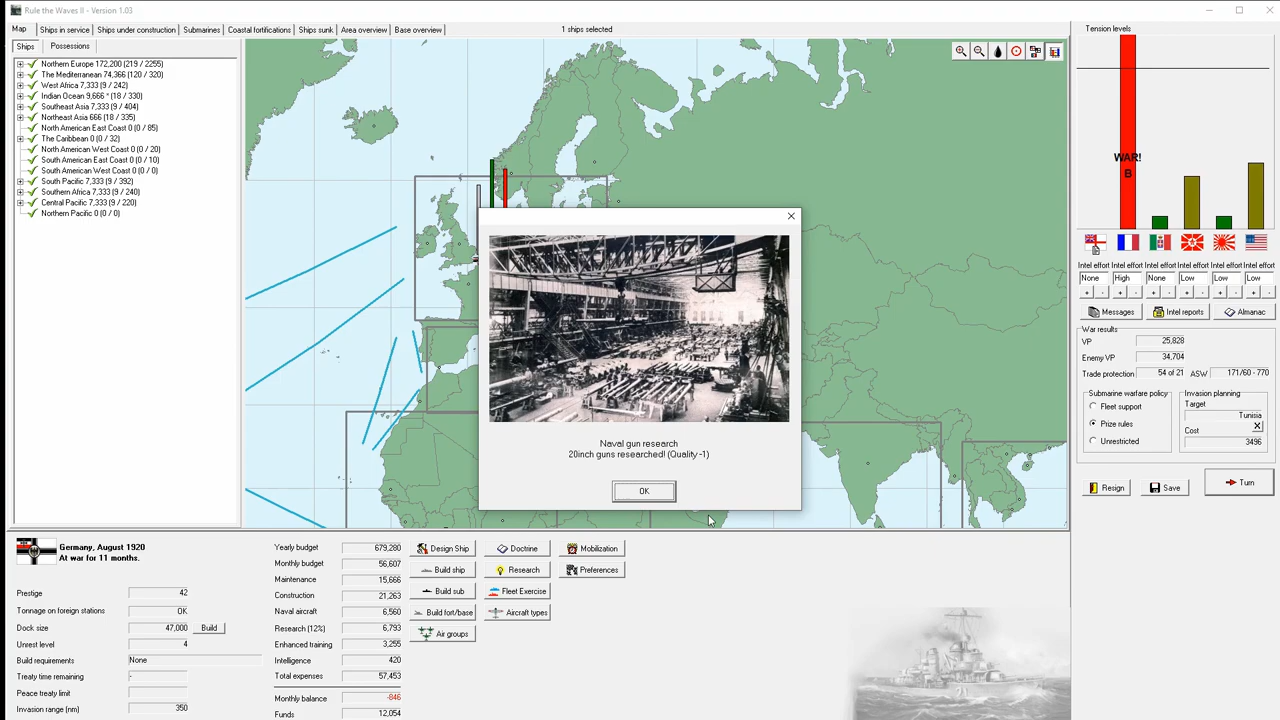 Rule the Waves II - Version 1.03
Map
Ships in service
Ships under construction
Submarines
Coastal fortifications
Ships sunk
Area overview
Base overview
1 ships selected
Ships
Possessions
Northern Europe 172,200 (219 / 2255)
The Mediterranean 74,366 (120 / 320)
West Africa 7,333 (9 / 242)
Indian Ocean 9,666 * (18 / 330)
Southeast Asia 7,333 (9 / 404)
Northeast Asia 666 (18 / 335)
North American East Coast 0 (0 / 85)
The Caribbean 0 (0 / 32)
North American West Coast 0 (0 / 20)
South American East Coast 0 (0 / 10)
South American West Coast 0 (0 / 0)
South Pacific 7,333 (9 / 392)
Southern Africa 7,333 (9 / 240)
Central Pacific 7,333 (9 / 220)
Northern Pacific 0 (0 / 0)
Naval gun research
20inch guns researched! (Quality -1)
OK
Tension levels
WAR!
B
Intel effort Intel effort Intel effort Intel effort Intel effort Intel effort
None High None Low Low Low
+ - + - + - + - + - + -
Messages
Intel reports
Almanac
War results
VP 25,828
Enemy VP 34,704
Trade protection 54 of 21 ASW 171/60 - 770
Submarine warfare policy
Fleet support
Prize rules
Unrestricted
Invasion planning
Target
Tunisia
Cost X
3496
Resign
Save
Turn
Germany, August 1920
At war for 11 months.
Prestige 42
Tonnage on foreign stations OK
Dock size 47,000 Build
Unrest level 4
Build requirements None
Treaty time remaining -
Peace treaty limit
Invasion range (nm) 350
Yearly budget 679,280
Monthly budget 56,607
Maintenance 15,666
Construction 21,263
Naval aircraft 6,560
Research (12%) 6,793
Enhanced training 3,255
Intelligence 420
Total expenses 57,453
Monthly balance -846
Funds 12,054
Design Ship
Doctrine
Mobilization
Build ship
Research
Preferences
Build sub
Fleet Exercise
Build fort/base
Aircraft types
Air groups